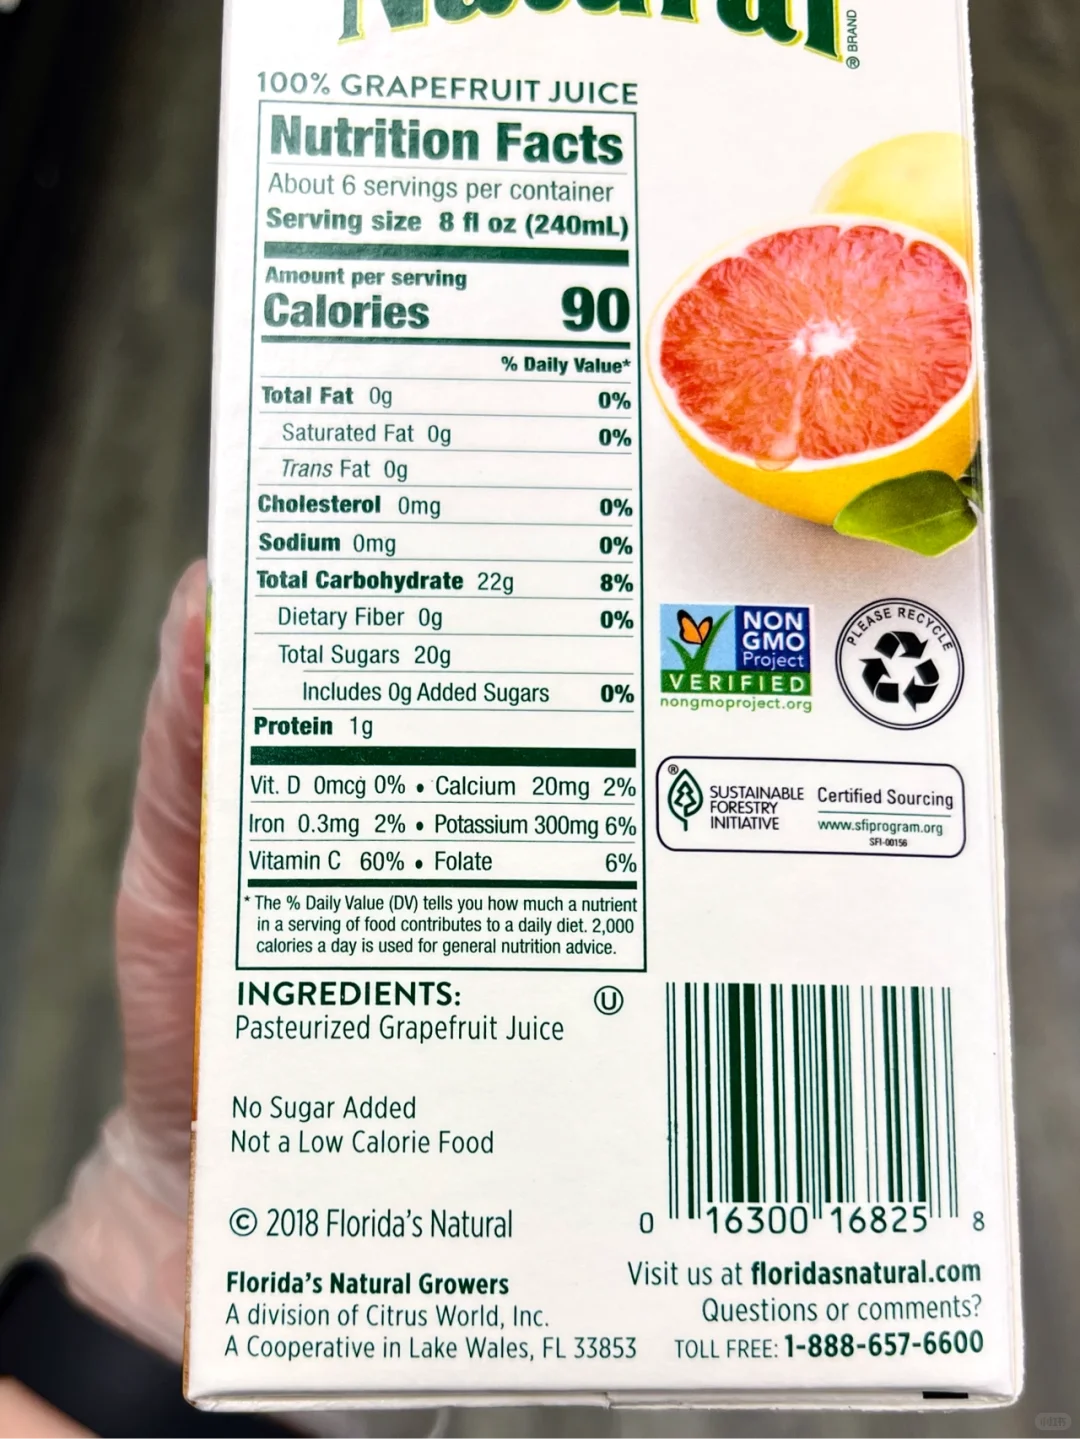 Natural
® BRAND
100% GRAPEFRUIT JUICE
Nutrition Facts
About 6 servings per container
Serving size 8 fl oz (240mL)
Amount per serving
Calories 90
% Daily Value*
Total Fat 0g 0%
Saturated Fat 0g 0%
Trans Fat 0g
Cholesterol 0mg 0%
Sodium 0mg 0%
Total Carbohydrate 22g 8%
Dietary Fiber 0g 0%
Total Sugars 20g
Includes 0g Added Sugars 0%
Protein 1g
Vit. D 0mcg 0% • Calcium 20mg 2%
Iron 0.3mg 2% • Potassium 300mg 6%
Vitamin C 60% • Folate 6%
* The % Daily Value (DV) tells you how much a nutrient
in a serving of food contributes to a daily diet. 2,000
calories a day is used for general nutrition advice.
INGREDIENTS: U
Pasteurized Grapefruit Juice
No Sugar Added
Not a Low Calorie Food
© 2018 Florida's Natural
Florida's Natural Growers
A division of Citrus World, Inc.
A Cooperative in Lake Wales, FL 33853
NON
GMO
Project
VERIFIED
nongmoproject.org
PLEASE RECYCLE
®
SUSTAINABLE
FORESTRY
INITIATIVE
Certified Sourcing
www.sfiprogram.org
SFI-00156
0 16300 16825 8
Visit us at floridasnatural.com
Questions or comments?
TOLL FREE: 1-888-657-6600